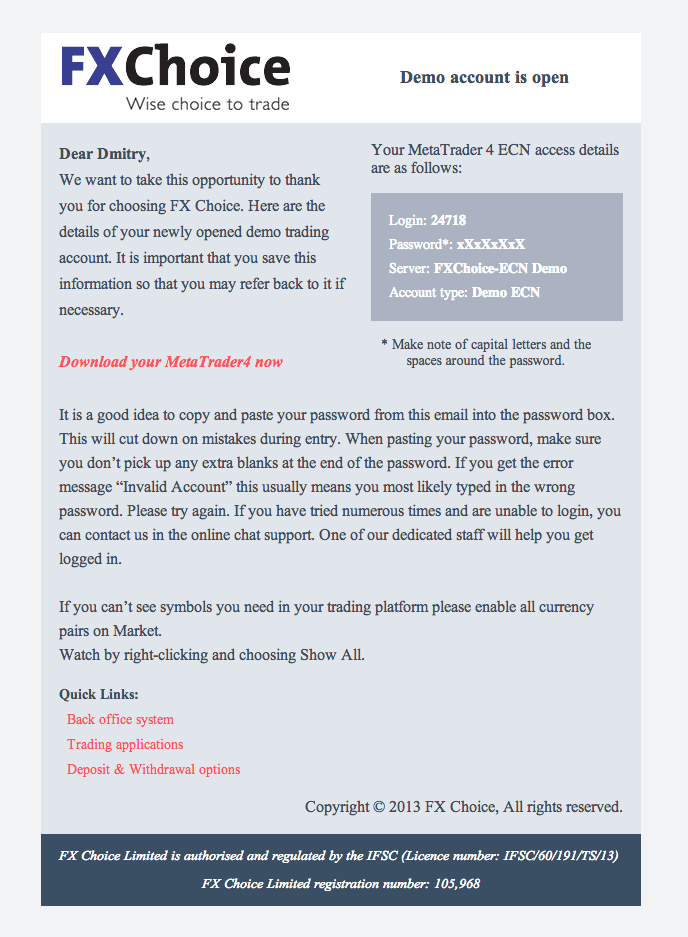 FXChoice
Wise choice to trade
Demo account is open
Dear Dmitry,
We want to take this opportunity to thank
you for choosing FX Choice. Here are the
details of your newly opened demo trading
account. It is important that you save this
information so that you may refer back to it if
necessary.
Download your MetaTrader4 now
Your MetaTrader 4 ECN access details
are as follows:
Login: 24718
Password*: xXxXxXxX
Server: FXChoice-ECN Demo
Account type: Demo ECN
* Make note of capital letters and the
spaces around the password.
It is a good idea to copy and paste your password from this email into the password box.
This will cut down on mistakes during entry. When pasting your password, make sure
you don’t pick up any extra blanks at the end of the password. If you get the error
message “Invalid Account” this usually means you most likely typed in the wrong
password. Please try again. If you have tried numerous times and are unable to login, you
can contact us in the online chat support. One of our dedicated staff will help you get
logged in.
If you can’t see symbols you need in your trading platform please enable all currency
pairs on Market.
Watch by right-clicking and choosing Show All.
Quick Links:
Back office system
Trading applications
Deposit & Withdrawal options
Copyright © 2013 FX Choice, All rights reserved.
FX Choice Limited is authorised and regulated by the IFSC (Licence number: IFSC/60/191/TS/13)
FX Choice Limited registration number: 105,968